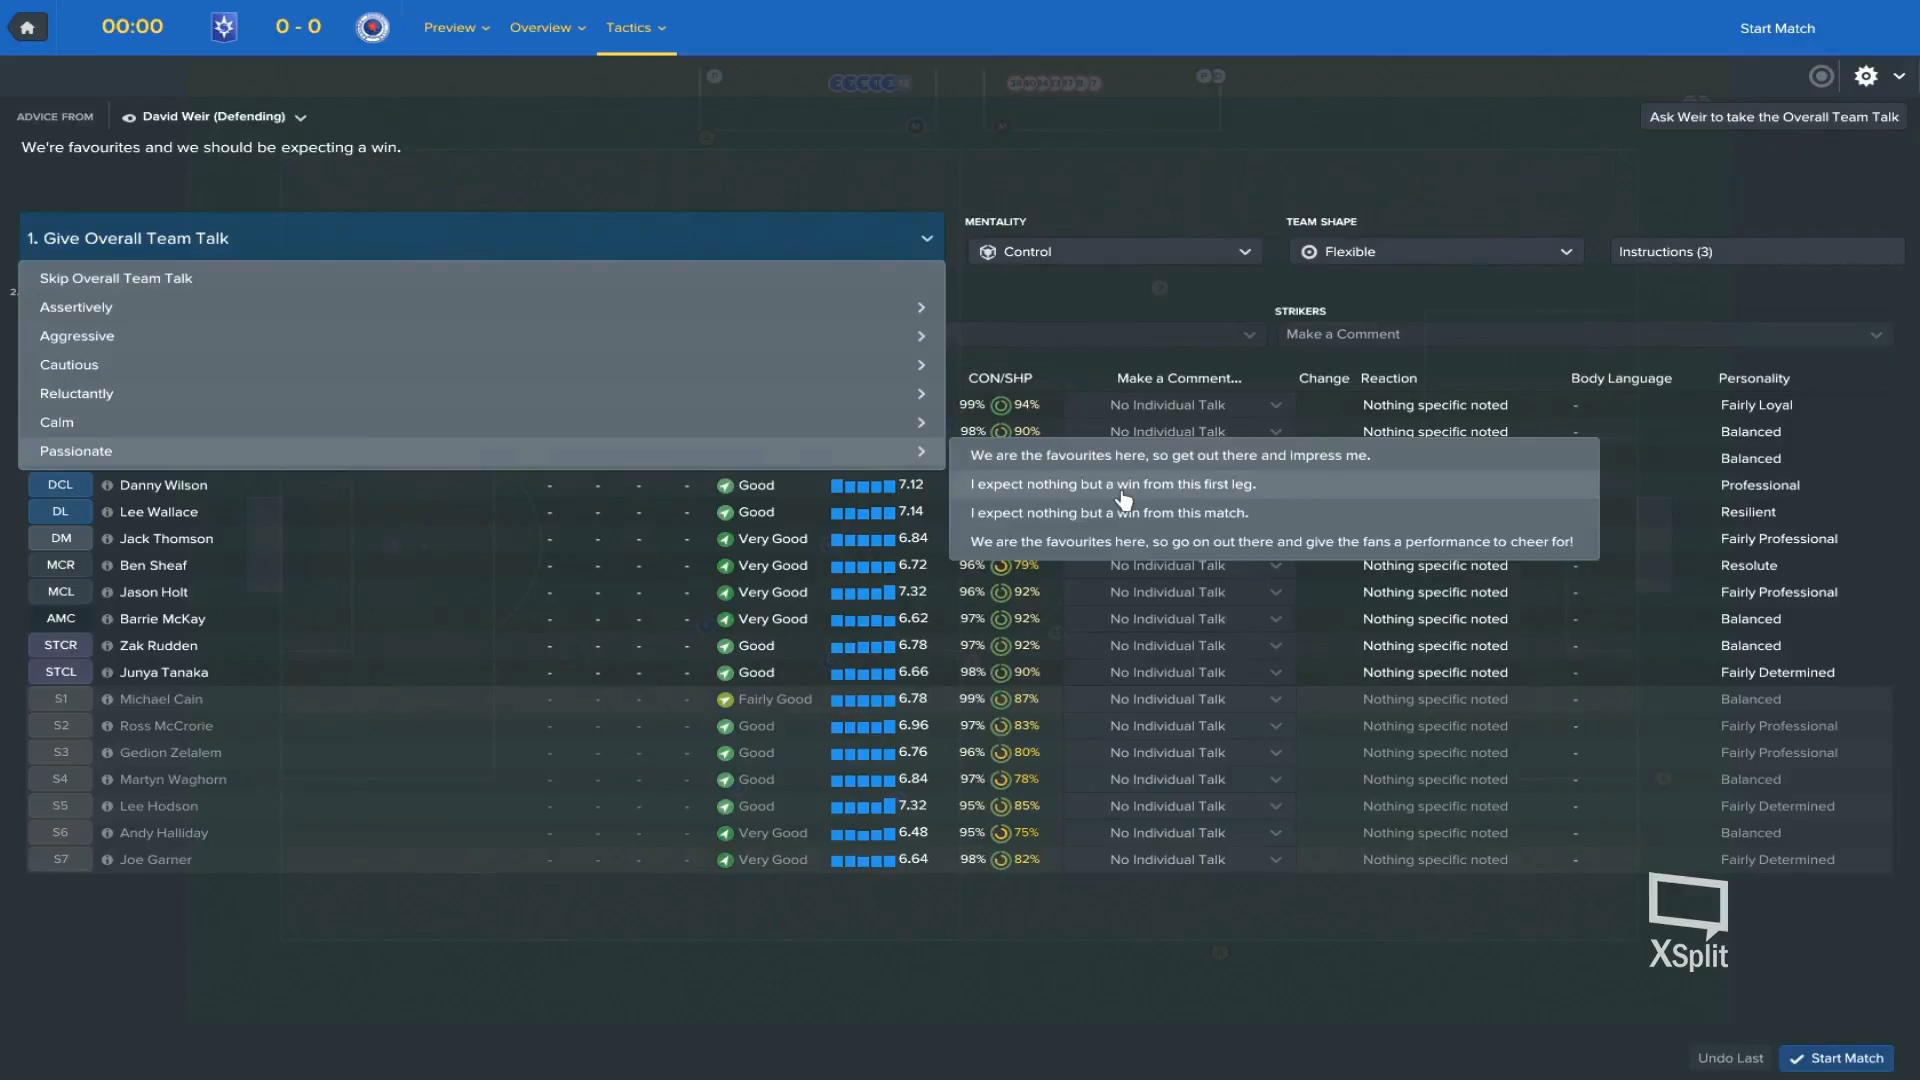 00:00 0 - 0 Preview Overview Tactics Start Match
ADVICE FROM David Weir (Defending) Ask Weir to take the Overall Team Talk
We're favourites and we should be expecting a win.
MENTALITY TEAM SHAPE
1. Give Overall Team Talk Control Flexible Instructions (3)
Skip Overall Team Talk
2.
Assertively STRIKERS
Aggressive Make a Comment
Cautious CON/SHP Make a Comment... Change Reaction Body Language Personality
Reluctantly 99% 94% No Individual Talk Nothing specific noted - Fairly Loyal
Calm 98% 90% No Individual Talk Nothing specific noted - Balanced
Passionate We are the favourites here, so get out there and impress me. Balanced
DCL Danny Wilson - - - - Good 7.12 I expect nothing but a win from this first leg. Professional
DL Lee Wallace - - - - Good 7.14 I expect nothing but a win from this match. Resilient
DM Jack Thomson - - - - Very Good 6.84 We are the favourites here, so go on out there and give the fans a performance to cheer for! Fairly Professional
MCR Ben Sheaf - - - - Very Good 6.72 96% 79% No Individual Talk Nothing specific noted - Resolute
MCL Jason Holt - - - - Very Good 7.32 96% 92% No Individual Talk Nothing specific noted - Fairly Professional
AMC Barrie McKay - - - - Very Good 6.62 97% 92% No Individual Talk Nothing specific noted - Balanced
STCR Zak Rudden - - - - Good 6.78 97% 92% No Individual Talk Nothing specific noted - Balanced
STCL Junya Tanaka - - - - Good 6.66 98% 90% No Individual Talk Nothing specific noted - Fairly Determined
S1 Michael Cain - - - - Fairly Good 6.78 99% 87% No Individual Talk Nothing specific noted - Balanced
S2 Ross McCrorie - - - - Good 6.96 97% 83% No Individual Talk Nothing specific noted - Fairly Professional
S3 Gedion Zelalem - - - - Good 6.76 96% 80% No Individual Talk Nothing specific noted - Fairly Professional
S4 Martyn Waghorn - - - - Good 6.84 97% 78% No Individual Talk Nothing specific noted - Balanced
S5 Lee Hodson - - - - Good 7.32 95% 85% No Individual Talk Nothing specific noted - Fairly Determined
S6 Andy Halliday - - - - Very Good 6.48 95% 75% No Individual Talk Nothing specific noted - Balanced
S7 Joe Garner - - - - Very Good 6.64 98% 82% No Individual Talk Nothing specific noted - Fairly Determined
XSplit
Undo Last Start Match